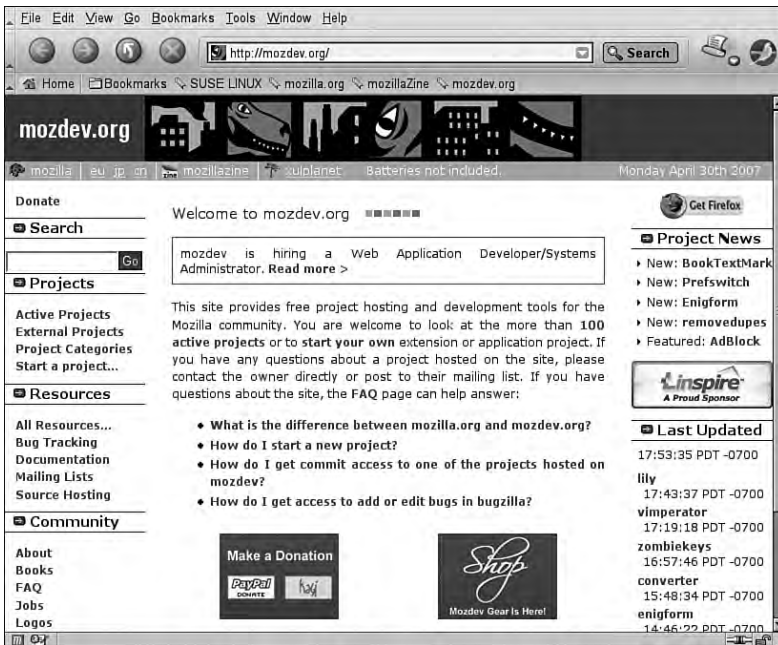 File Edit View Go Bookmarks Tools Window Help
http://mozdev.org/
Search
Home Bookmarks SUSE LINUX mozilla.org mozillaZine mozdev.org
mozdev.org
mozilla eu jp cn mozillazine xulplanet Batteries not included. Monday April 30th 2007
Donate
Search
Go
Projects
Active Projects
External Projects
Project Categories
Start a project...
Resources
All Resources...
Bug Tracking
Documentation
Mailing Lists
Source Hosting
Community
About
Books
FAQ
Jobs
Logos
Welcome to mozdev.org
mozdev is hiring a Web Application Developer/Systems
Administrator. Read more >
This site provides free project hosting and development tools for the
Mozilla community. You are welcome to look at the more than 100
active projects or to start your own extension or application project. If
you have any questions about a project hosted on the site, please
contact the owner directly or post to their mailing list. If you have
questions about the site, the FAQ page can help answer:
What is the difference between mozilla.org and mozdev.org?
How do I start a new project?
How do I get commit access to one of the projects hosted on
mozdev?
How do I get access to add or edit bugs in bugzilla?
Make a Donation
PayPal
DONATE
Shop
Mozdev Gear Is Here!
Get Firefox
Project News
New: BookTextMark
New: Prefswitch
New: Enigform
New: removedupes
Featured: AdBlock
Linspire
A Proud Sponsor
Last Updated
17:53:35 PDT -0700
lily
17:43:37 PDT -0700
vimperator
17:19:18 PDT -0700
zombiekeys
16:57:46 PDT -0700
converter
15:48:34 PDT -0700
enigform
14:46:22 PDT -0700